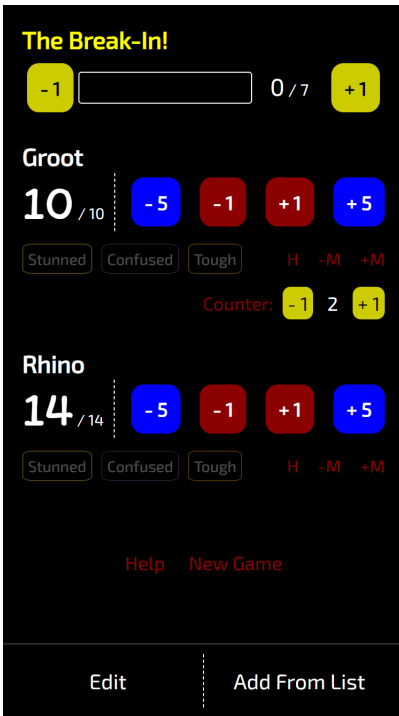 The Break-In!
- 1 0 / 7 + 1
Groot
10 / 10 - 5 - 1 + 1 + 5
Stunned Confused Tough H -M +M
Counter: - 1 2 + 1
Rhino
14 / 14 - 5 - 1 + 1 + 5
Stunned Confused Tough H -M +M
Help New Game
Edit Add From List